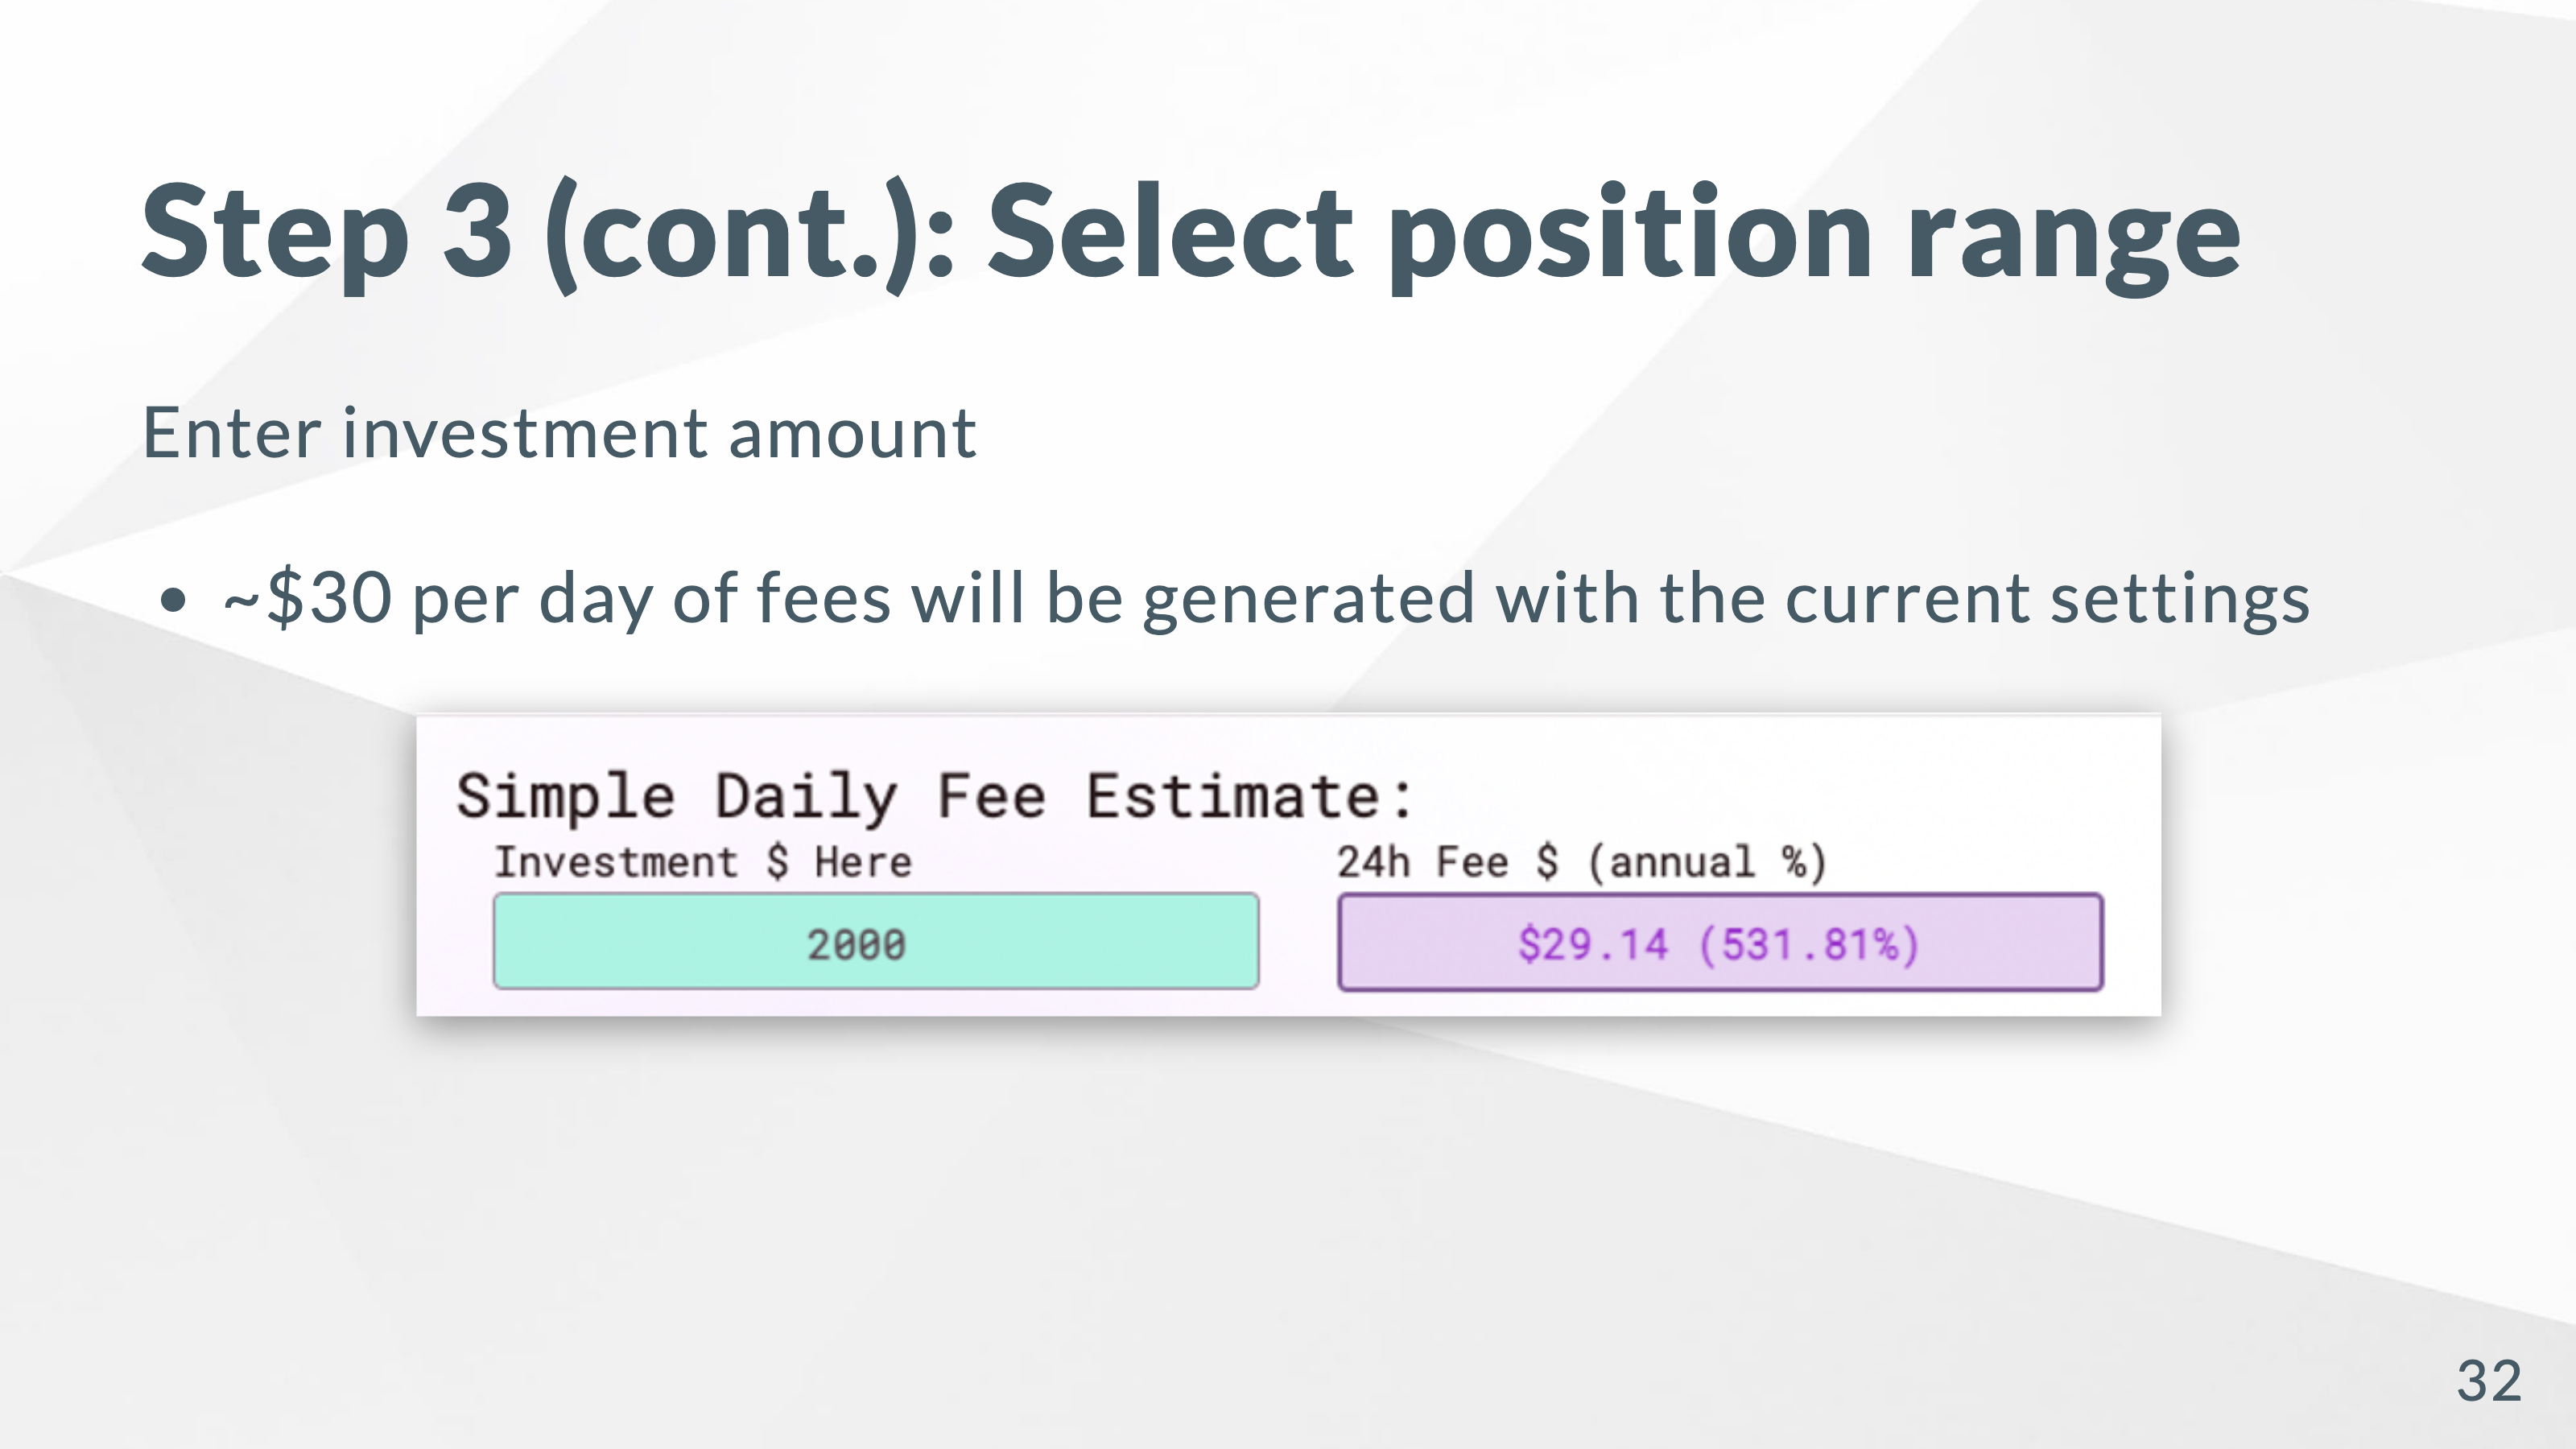 Step 3 (cont.): Select position range
Enter investment amount
• ~$30 per day of fees will be generated with the current settings
Simple Daily Fee Estimate:
Investment $ Here
24h Fee $ (annual %)
2000
$29.14 (531.81%)
32